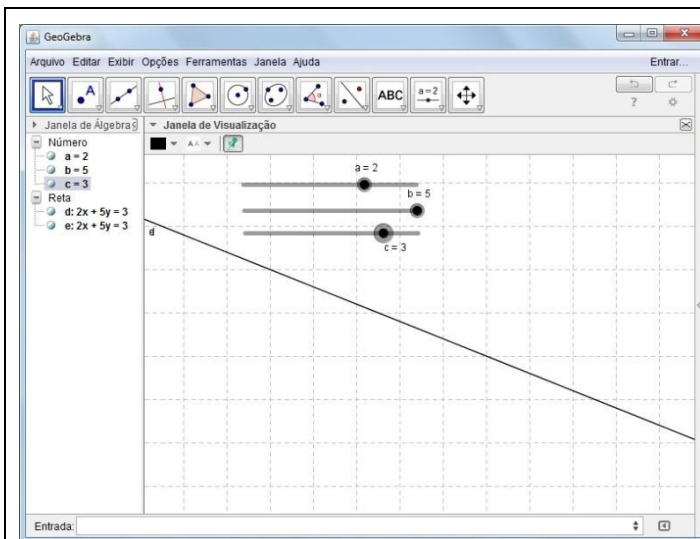 GeoGebra
Arquivo Editar Exibir Opções Ferramentas Janela Ajuda Entrar...
ABC a=2 ?
Janela de Álgebra Janela de Visualização
AA
Número
a = 2
b = 5
c = 3
Reta
d: 2x + 5y = 3
e: 2x + 5y = 3
a = 2
b = 5
c = 3
Entrada: